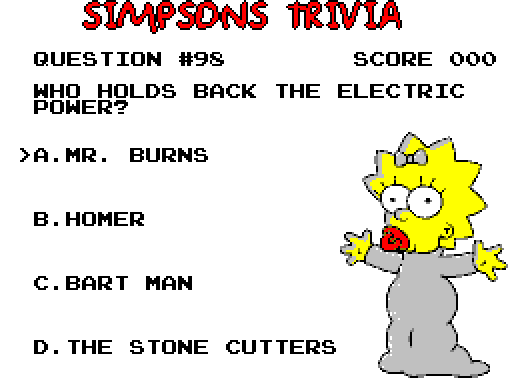 SIMPSONS TRIVIA
QUESTION #98 SCORE 000
WHO HOLDS BACK THE ELECTRIC
POWER?
>A.MR. BURNS
B.HOMER
C.BART MAN
D.THE STONE CUTTERS